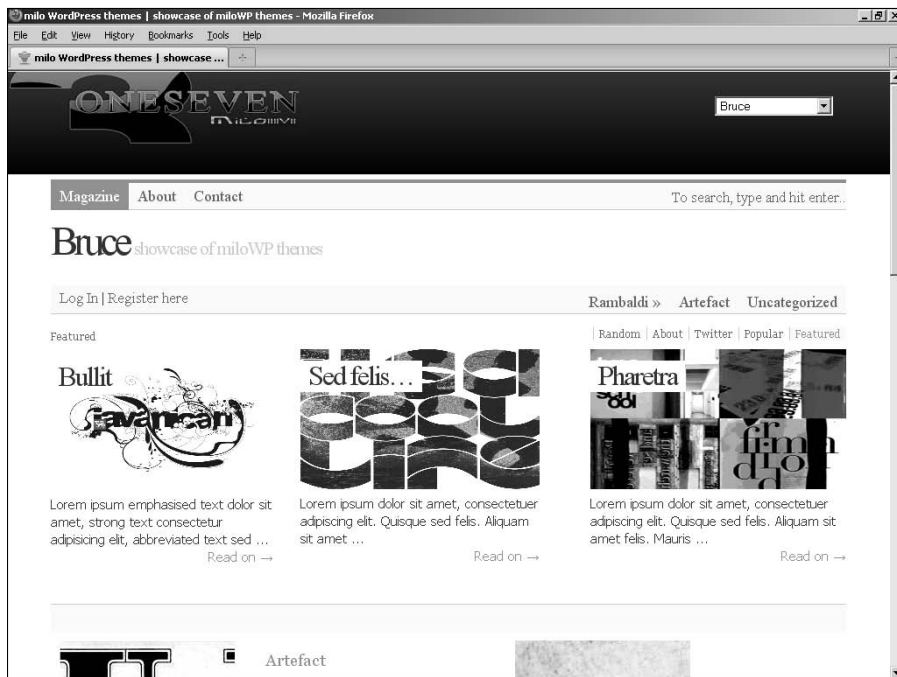 milo WordPress themes | showcase of miloWP themes - Mozilla Firefox
File Edit View History Bookmarks Tools Help
milo WordPress themes | showcase ...
ONESEVEN
Bruce
Magazine About Contact
To search, type and hit enter..
Bruce showcase of miloWP themes
Log In | Register here
Rambaldi » Artefact Uncategorized
Featured
Random | About | Twitter | Popular | Featured
Bullit
javanican
Sed felis...
Pharetra
Lorem ipsum emphasised text dolor sit
amet, strong text consectetur
adipisicing elit, abbreviated text sed ...
Read on →
Lorem ipsum dolor sit amet, consectetuer
adipiscing elit. Quisque sed felis. Aliquam
sit amet ...
Read on →
Lorem ipsum dolor sit amet, consectetuer
adipiscing elit. Quisque sed felis. Aliquam sit
amet felis. Mauris ...
Read on →
Artefact